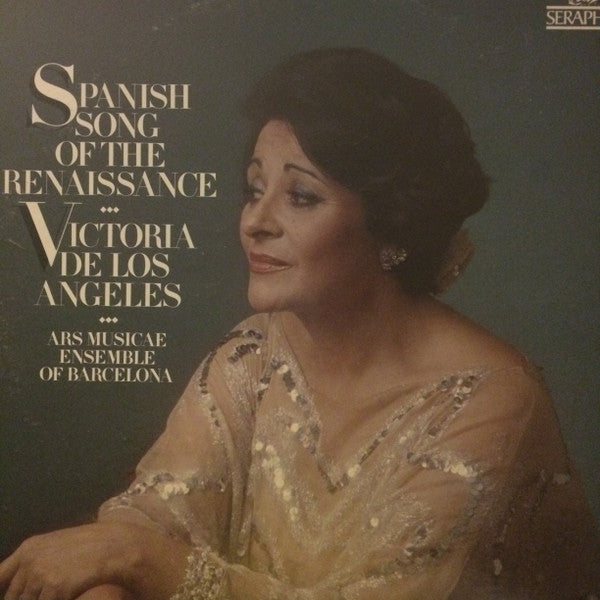 SPANISH
SONG
OF THE
RENAISSANCE
VICTORIA
DE LOS
ANGELES
ARS MUSICAE
ENSEMBLE
OF BARCELONA
SERAPH